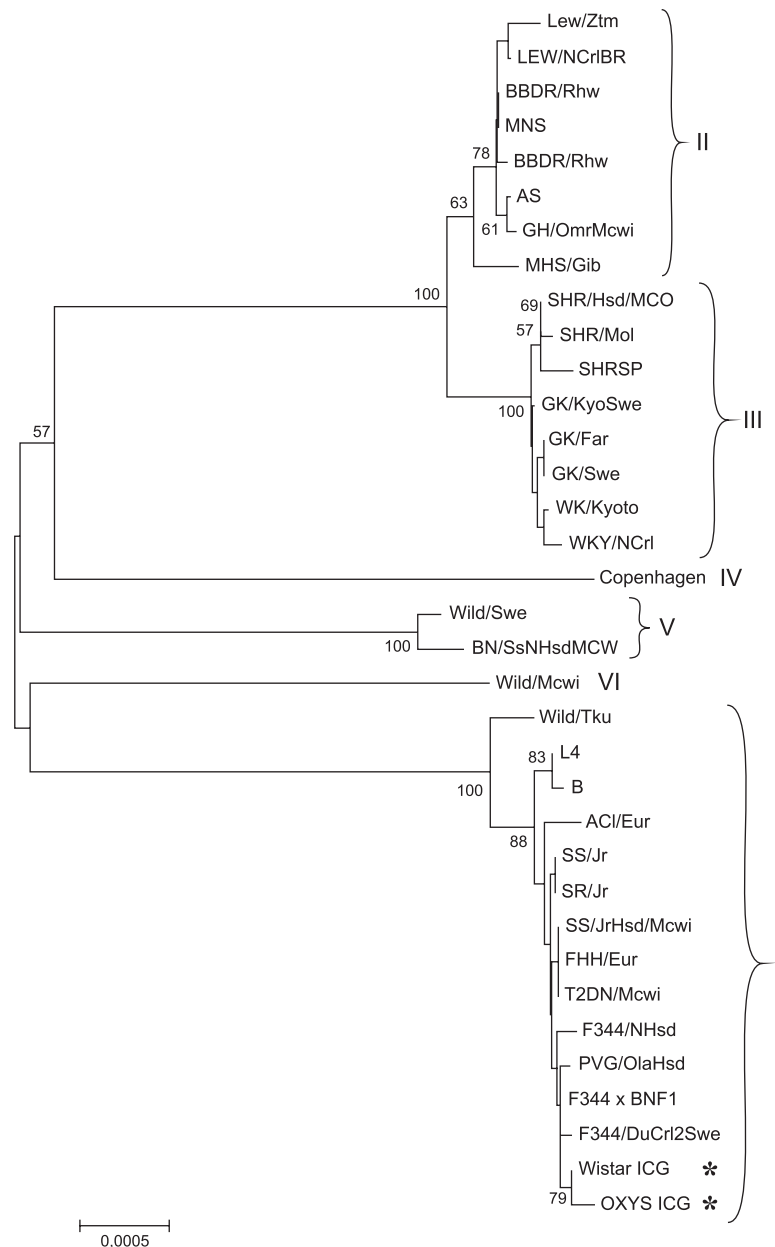 Lew/Ztm
LEW/NCrlBR
BBDR/Rhw
MNS
78
BBDR/Rhw
II
AS
63
61
GH/OmrMcwi
MHS/Gib
100
69
SHR/Hsd/MCO
57
SHR/Mol
SHRSP
100
GK/KyoSwe
III
GK/Far
57
GK/Swe
WK/Kyoto
WKY/NCrl
Copenhagen IV
Wild/Swe
V
100
BN/SsNHsdMCW
Wild/Mcwi VI
Wild/Tku
83
L4
100
B
ACI/Eur
88
SS/Jr
SR/Jr
SS/JrHsd/Mcwi
FHH/Eur
T2DN/Mcwi
F344/NHsd
PVG/OlaHsd
F344 x BNF1
F344/DuCrl2Swe
Wistar ICG *
79
OXYS ICG *
0.0005